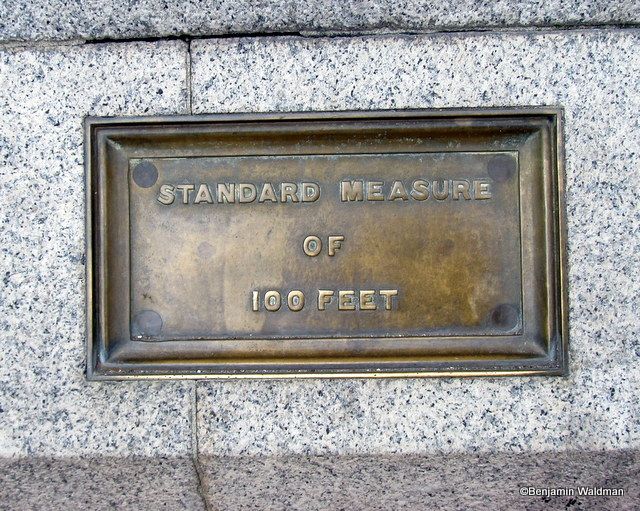 STANDARD MEASURE
OF
100 FEET
©Benjamin Waldman